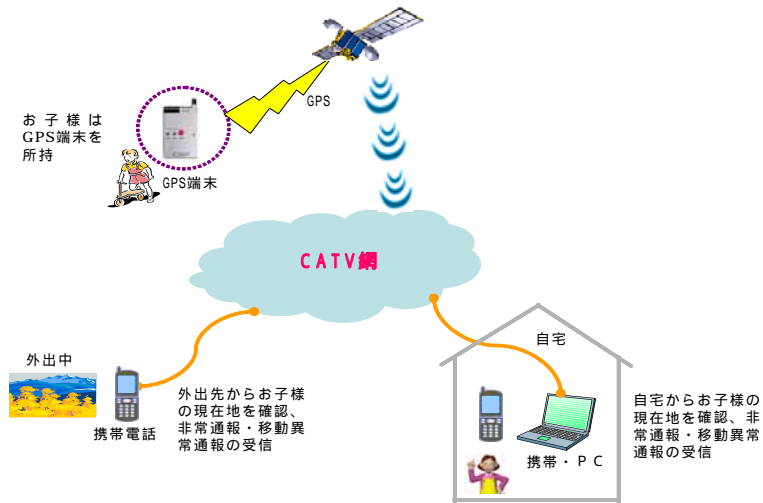 GPS
お子様は
GPS端末を
所持
GPS端末
CATV網
自宅
外出中
携帯電話
外出先からお子様
の現在地を確認、
非常通報・移動異
常通報の受信
携帯・ＰＣ
自宅からお子様の
現在地を確認、非
常通報・移動異常
通報の受信